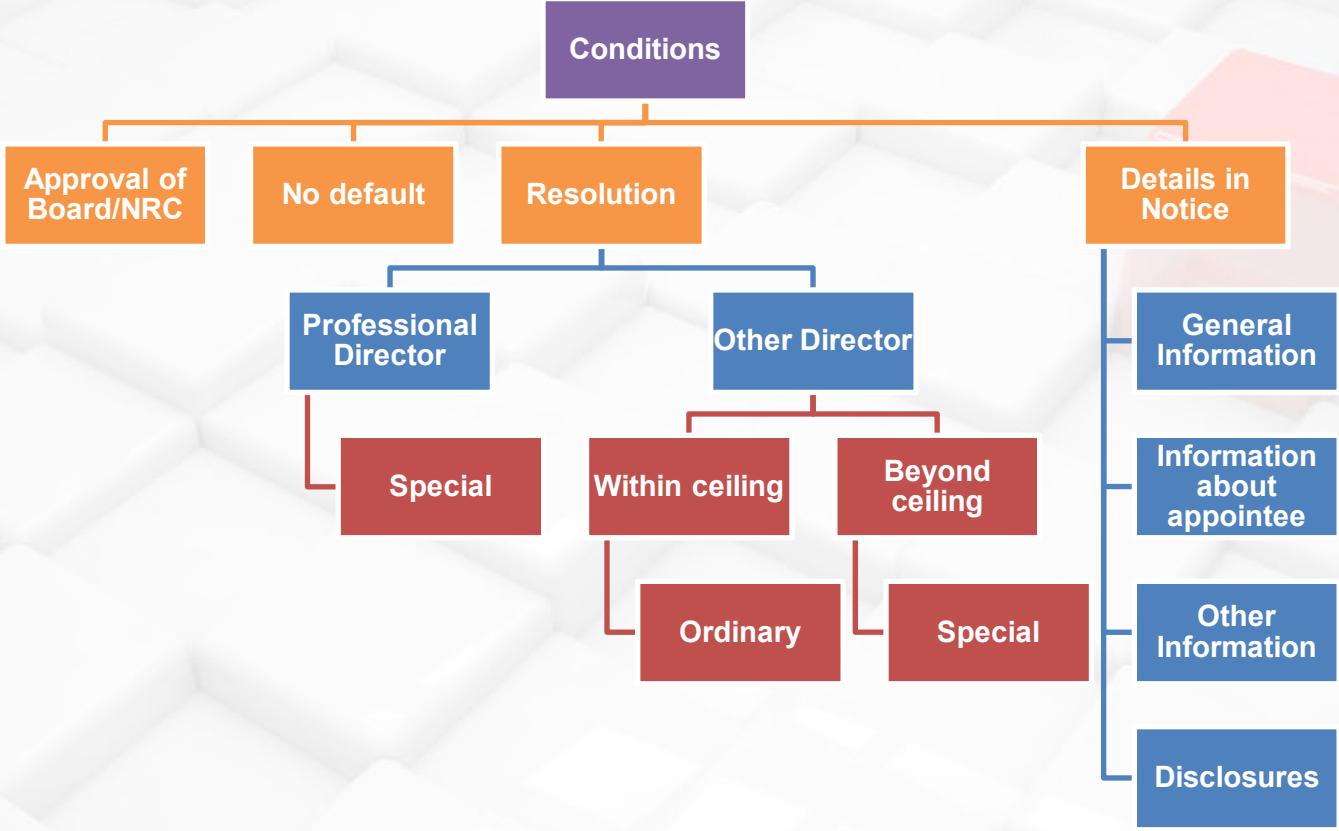 Conditions
Approval of
Board/NRC
No default
Resolution
Details in
Notice
Professional
Director
Other Director
General
Information
Special
Within ceiling
Beyond
ceiling
Information
about
appointee
Ordinary
Special
Other
Information
Disclosures